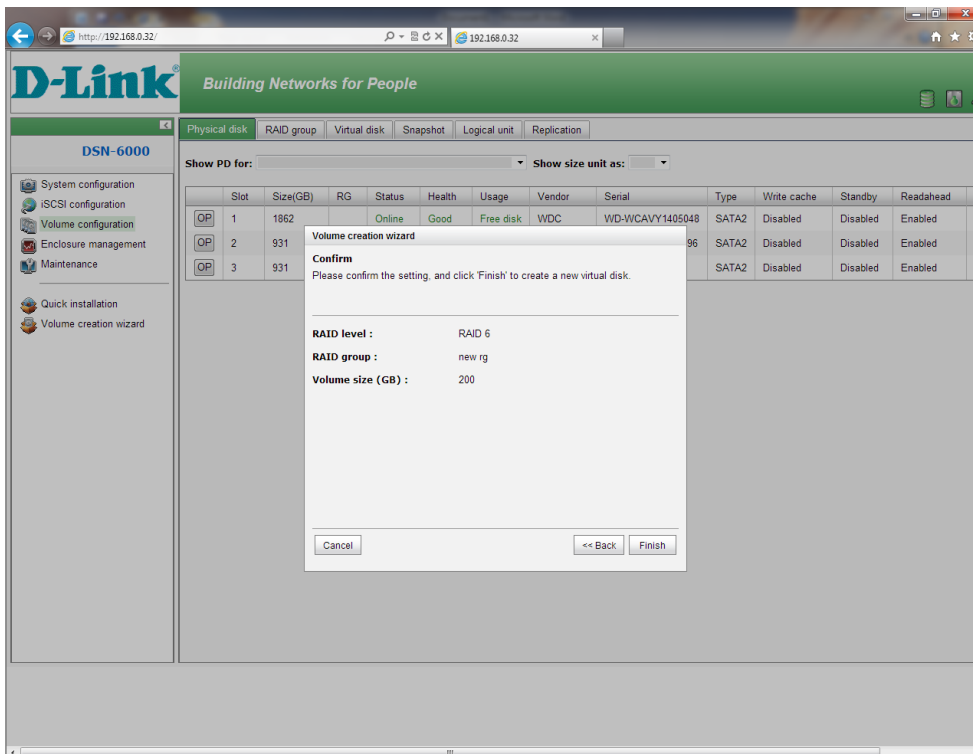 http://192.168.0.32/
192.168.0.32
D-Link
Building Networks for People
DSN-6000
System configuration
iSCSI configuration
Volume configuration
Enclosure management
Maintenance
Quick installation
Volume creation wizard
Physical disk RAID group Virtual disk Snapshot Logical unit Replication
Show PD for: Show size unit as:
Slot Size(GB) RG Status Health Usage Vendor Serial Type Write cache Standby Readahead
OP 1 1862 Online Good Free disk WDC WD-WCAVY1405048 SATA2 Disabled Disabled Enabled
OP 2 931 96 SATA2 Disabled Disabled Enabled
OP 3 931 SATA2 Disabled Disabled Enabled
Volume creation wizard
Confirm
Please confirm the setting, and click 'Finish' to create a new virtual disk.
RAID level : RAID 6
RAID group : new rg
Volume size (GB) : 200
Cancel << Back Finish